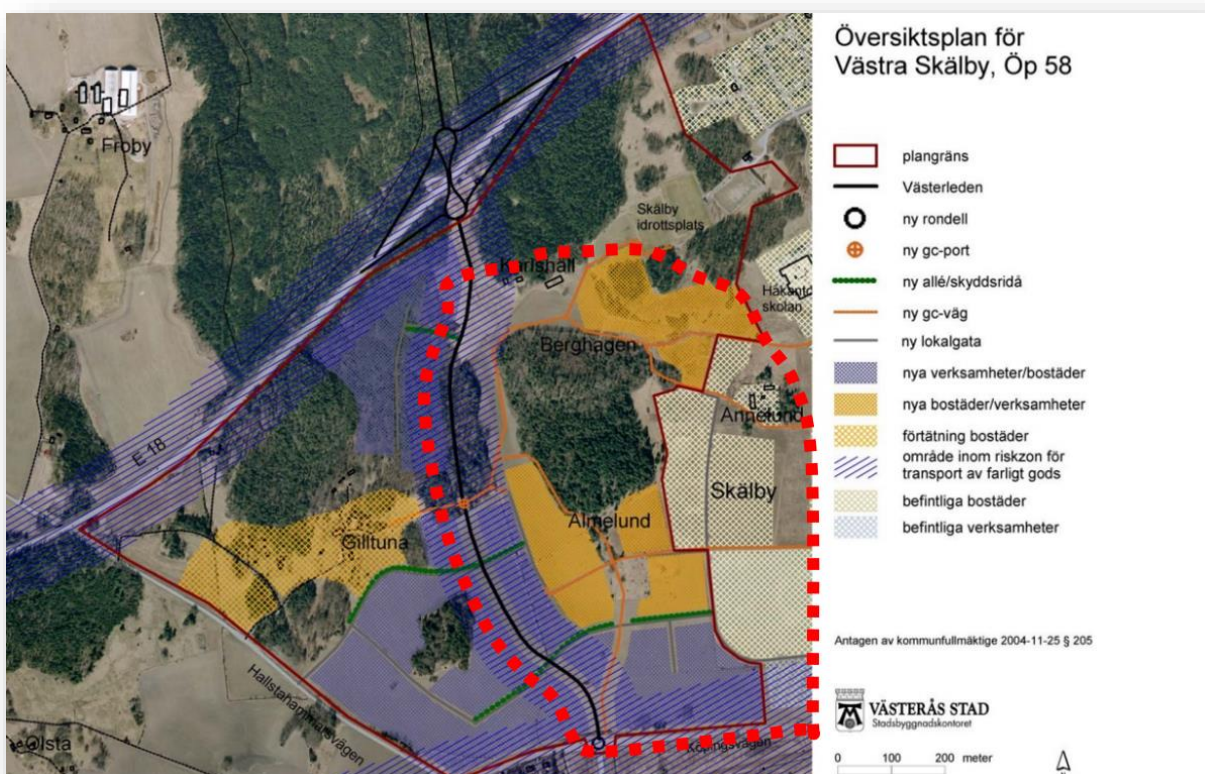 Översiktsplan för
Västra Skälby, Öp 58
plangräns
Västerleden
ny rondell
ny gc-port
ny allé/skyddsridå
ny gc-väg
ny lokalgata
nya verksamheter/bostäder
nya bostäder/verksamheter
förtätning bostäder
område inom riskzon för
transport av farligt gods
befintliga bostäder
befintliga verksamheter
Antagen av kommunfullmäktige 2004-11-25 § 205
VÄSTERÅS STAD
Stadsbyggnadskontoret
0 100 200 meter
Fröby
Skälby
idrottsplats
Karlshäll
skolan
Berghagen
Annelund
E 18
Skälby
Almelund
Gilltuna
Hallstahammarsvägen
Köpingsvägen